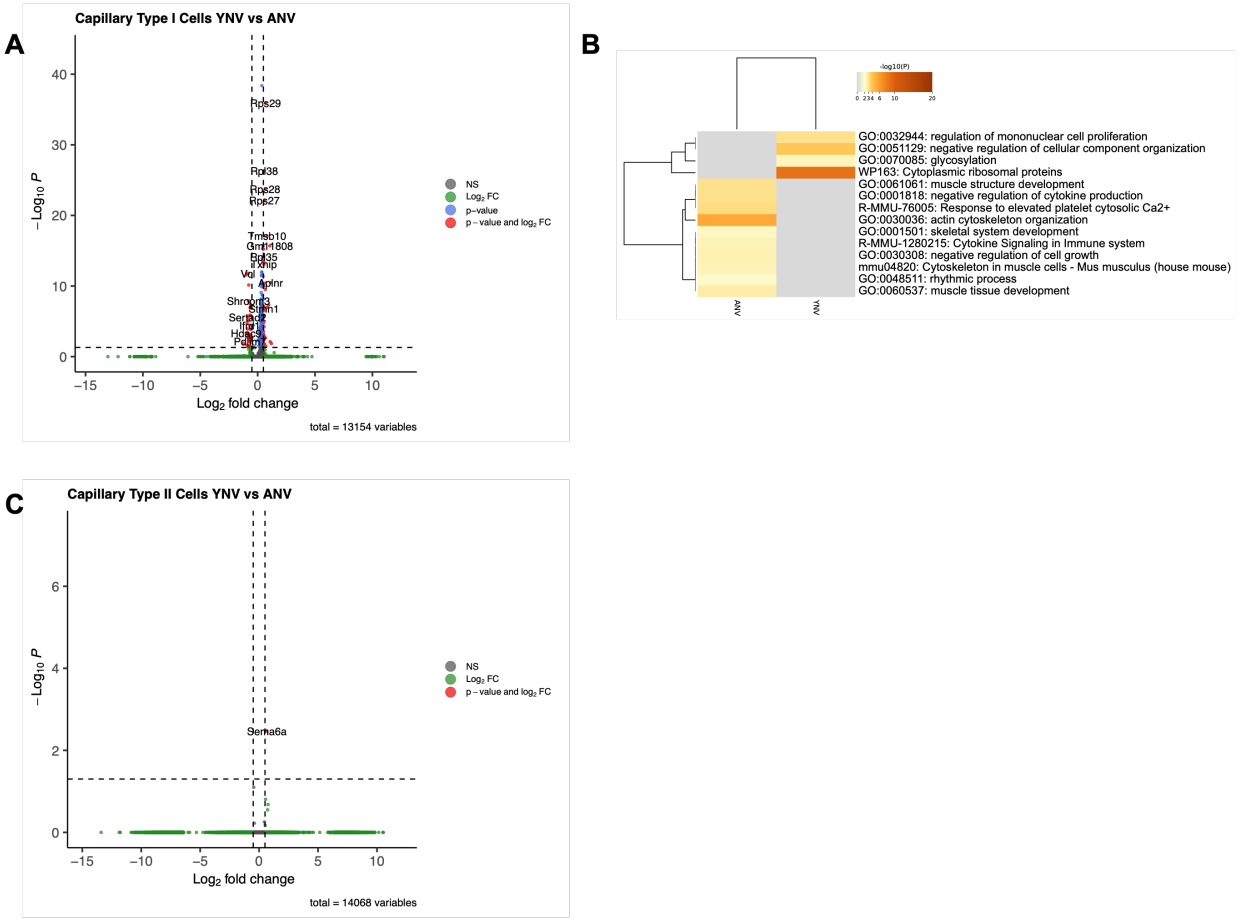 A
Capillary Type I Cells YNV vs ANV
40
30
20
10
0
−Log10 P
Rps29
Rpl38
Rps28
Rps27
Tmsb10
Gm11808
Rpl35
Txnip
Vcl
Aplnr
Shroom3
Stmn1
Sertad2
Hdac9
−15 −10 −5 0 5 10
Log2 fold change
total = 13154 variables
NS
Log2 FC
p−value
p−value and log2 FC
B
-log10(P)
0 2 3 4 6 10 20
GO:0032944: regulation of mononuclear cell proliferation
GO:0051129: negative regulation of cellular component organization
GO:0070085: glycosylation
WP163: Cytoplasmic ribosomal proteins
GO:0061061: muscle structure development
GO:0001818: negative regulation of cytokine production
R-MMU-76005: Response to elevated platelet cytosolic Ca2+
GO:0030036: actin cytoskeleton organization
GO:0001501: skeletal system development
R-MMU-1280215: Cytokine Signaling in Immune system
GO:0030308: negative regulation of cell growth
mmu04820: Cytoskeleton in muscle cells - Mus musculus (house mouse)
GO:0048511: rhythmic process
GO:0060537: muscle tissue development
ANV
YNV
C
Capillary Type II Cells YNV vs ANV
6
4
2
0
−Log10 P
Sema6a
−15 −10 −5 0 5 10
Log2 fold change
total = 14068 variables
NS
Log2 FC
p−value and log2 FC